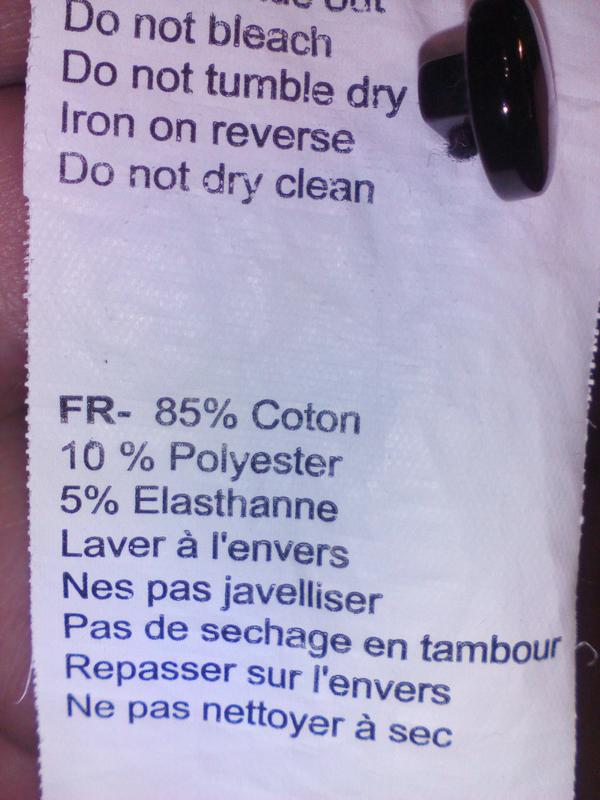 out
Do not bleach
Do not tumble dry
Iron on reverse
Do not dry clean
FR- 85% Coton
10 % Polyester
5% Elasthanne
Laver à l'envers
Nes pas javelliser
Pas de sechage en tambour
Repasser sur l'envers
Ne pas nettoyer à sec